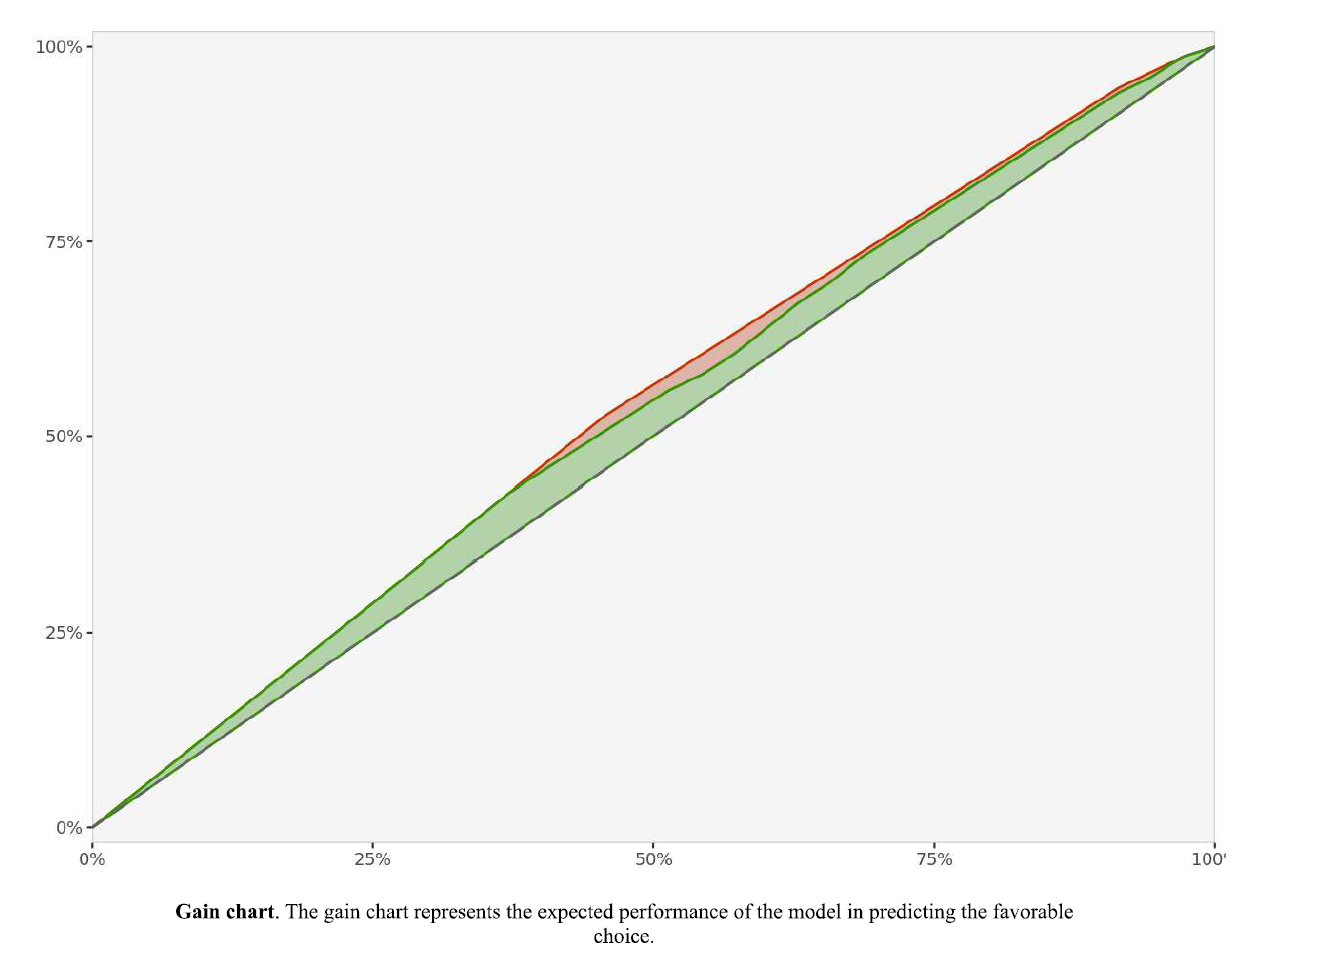 100%
75%
50%
25%
0%
0% 25% 50% 75% 100%
Gain chart. The gain chart represents the expected performance of the model in predicting the favorable
choice.